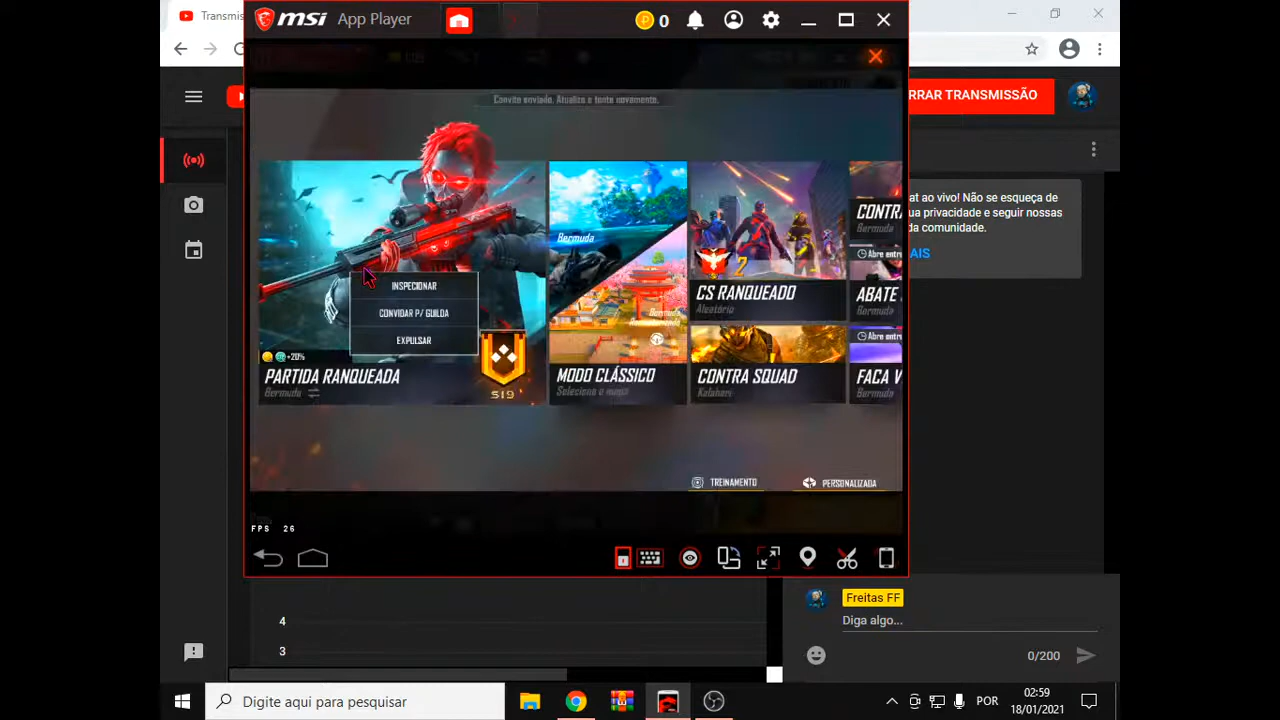 Transmis
msi App Player
0
RRAR TRANSMISSÃO
Convite enviado. Atualize e tente novamente.
at ao vivo! Não se esqueça de
ua privacidade e seguir nossas
da comunidade.
AIS
Bermuda
INSPECIONAR
CONVIDAR P/ GUILDA
EXPULSAR
+20%
PARTIDA RANQUEADA
Bermuda
S19
MODO CLÁSSICO
Selecione o mapa
2
CS RANQUEADO
Aleatório
CONTRA SQUAD
Kalahari
CONTRA
Bermuda
Abre entre
ABATE
Bermuda
Abre entre
FACA V
Bermuda
TREINAMENTO
PERSONALIZADA
FPS 26
4
3
Freitas FF
Diga algo...
0/200
Digite aqui para pesquisar
POR
02:59
18/01/2021